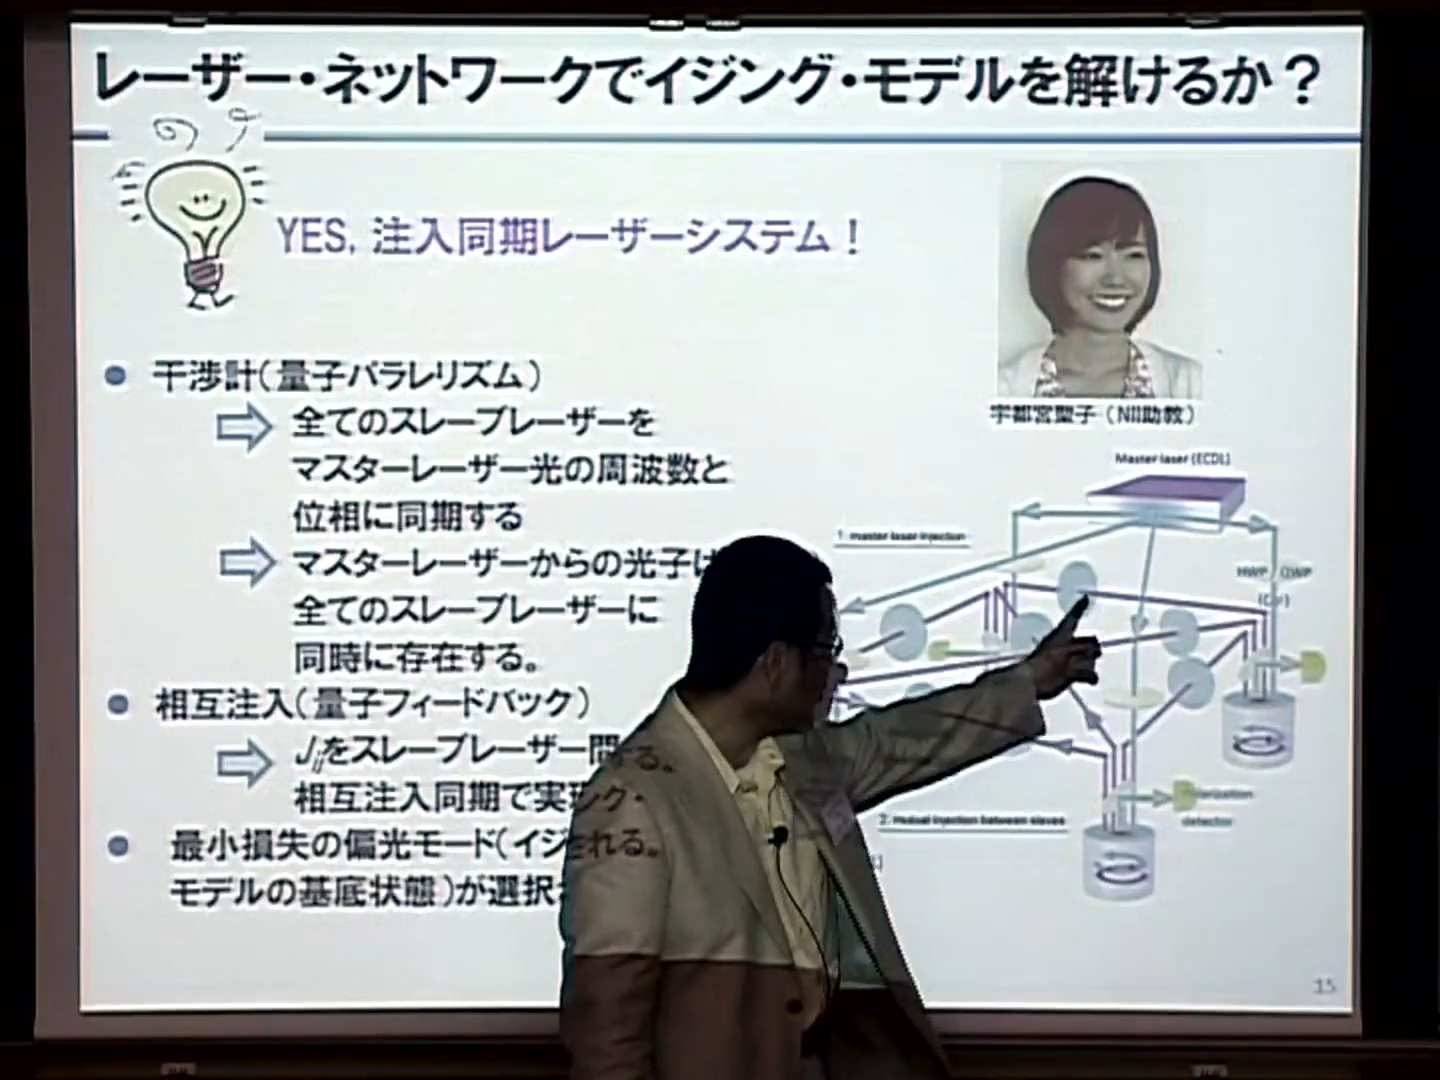 レーザー・ネットワークでイジング・モデルを解けるか？
YES, 注入同期レーザーシステム！
宇都宮聖子（NII助教）
● 干渉計（量子パラレリズム）
全てのスレーブレーザーを
マスターレーザー光の周波数と
位相に同期する
マスターレーザーからの光子は
全てのスレーブレーザーに
同時に存在する。
● 相互注入（量子フィードバック）
Jijをスレーブレーザー間 する。
相互注入同期で実現
● 最小損失の偏光モード（イジ ング・
モデルの基底状態）が選択 される。
Master laser (ECDL)
1. master laser injection
HWP QWP
2. mutual injection between slaves
detector
15